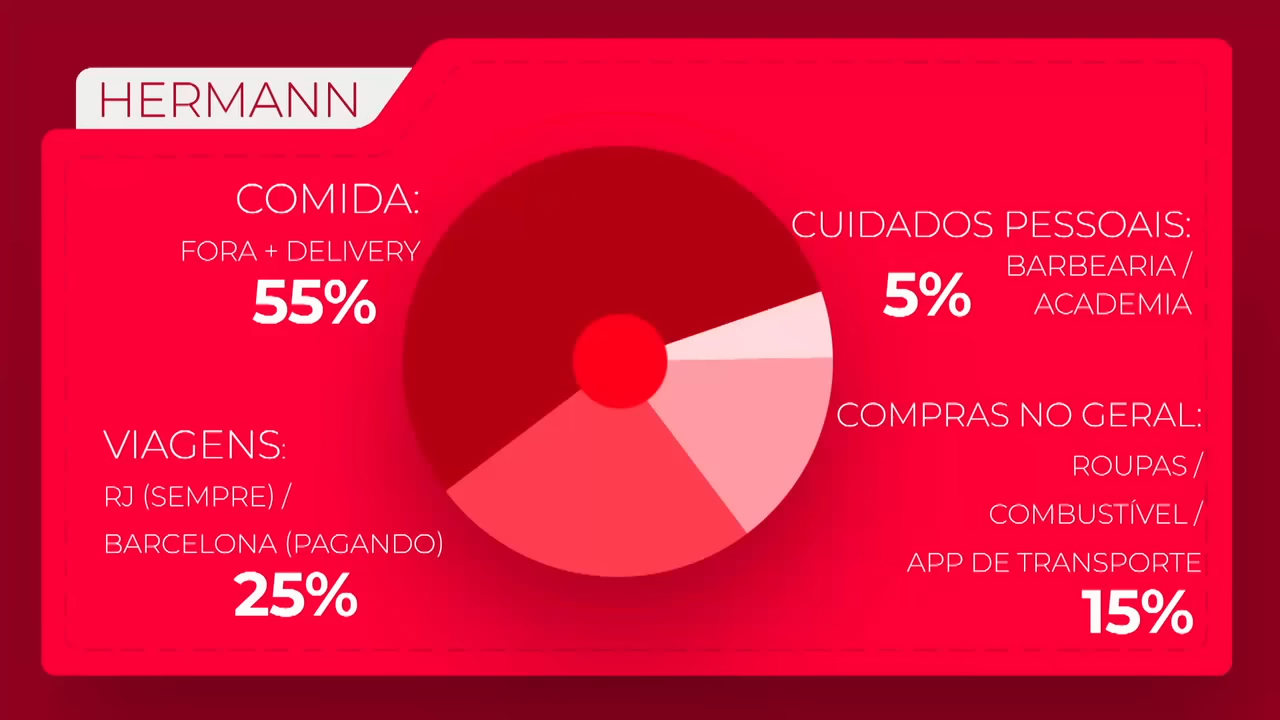 HERMANN
COMIDA:
FORA + DELIVERY
55%
VIAGENS:
RJ (SEMPRE) /
BARCELONA (PAGANDO)
25%
CUIDADOS PESSOAIS:
5% BARBEARIA /
ACADEMIA
COMPRAS NO GERAL:
ROUPAS /
COMBUSTÍVEL /
APP DE TRANSPORTE
15%